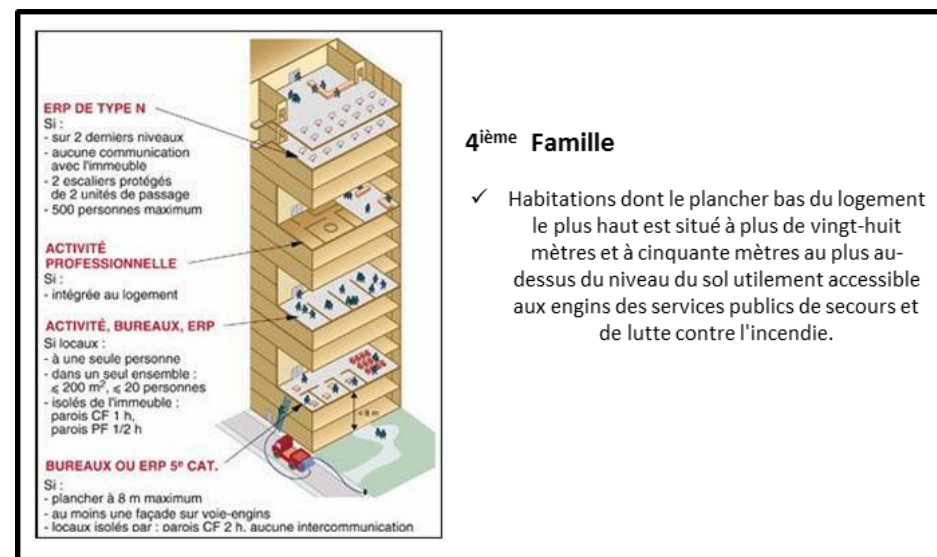 ERP DE TYPE N
Si :
- sur 2 derniers niveaux
- aucune communication
avec l'immeuble
- 2 escaliers protégés
de 2 unités de passage
- 500 personnes maximum
ACTIVITÉ
PROFESSIONNELLE
Si :
- intégrée au logement
ACTIVITÉ, BUREAUX, ERP
Si locaux :
- à une seule personne
- dans un seul ensemble :
⩽ 200 m², ⩽ 20 personnes
- isolés de l'immeuble :
parois CF 1 h,
parois PF 1/2 h
< 8 m
BUREAUX OU ERP 5e CAT.
Si :
- plancher à 8 m maximum
- au moins une façade sur voie-engins
- locaux isolés par : parois CF 2 h, aucune intercommunication
4ième Famille
✓ Habitations dont le plancher bas du logement
le plus haut est situé à plus de vingt-huit
mètres et à cinquante mètres au plus au-
dessus du niveau du sol utilement accessible
aux engins des services publics de secours et
de lutte contre l'incendie.